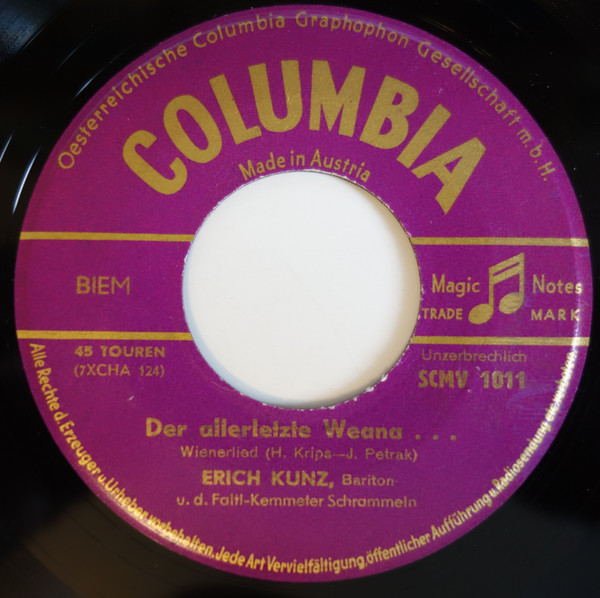 Oesterreichische Columbia Graphophon Gesellschaft m.b.H.
COLUMBIA
Made in Austria
BIEM
Magic Notes
TRADE MARK
45 TOUREN
(7XCHA 124)
Unzerbrechlich
SCMV 1011
Der allerletzte Weana . . .
Wienerlied (H. Krips—J. Petrak)
ERICH KUNZ, Bariton
u. d. Faltl-Kemmeter Schrammeln
Alle Rechte d. Erzeuger u. Urheber vorbehalten. Jede Art Vervielfältigung, öffentlicher Aufführung u. Radiosendung